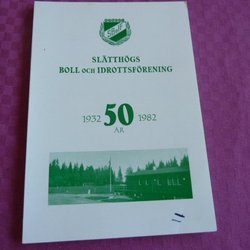 SLÄTTHÖGS
BOLL och IDROTTSFÖRENING
1932 50 1982
ÅR